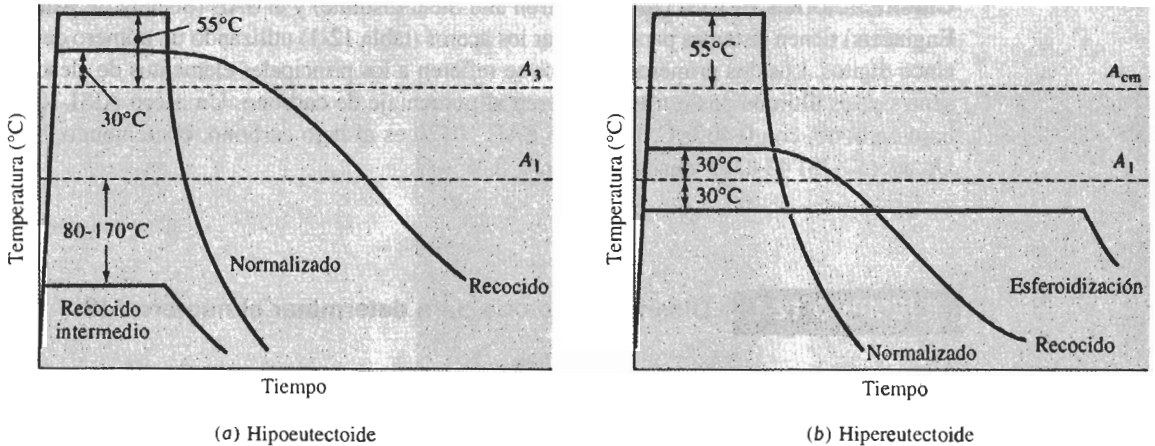 55°C
A3
30°C
A1
80-170°C
Normalizado
Recocido
Recocido
intermedio
Temperatura (°C)
Tiempo
(a) Hipoeutectoide
55°C
Acm
30°C
A1
30°C
Esferoidización
Recocido
Normalizado
Temperatura (°C)
Tiempo
(b) Hipereutectoide